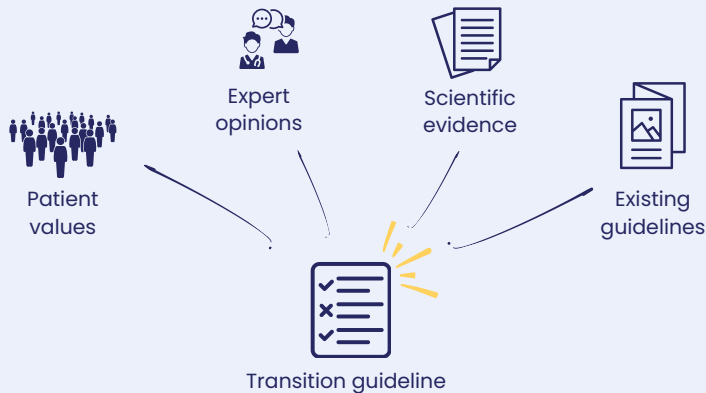 Expert
opinions
Scientific
evidence
Patient
values
Existing
guidelines
Transition guideline